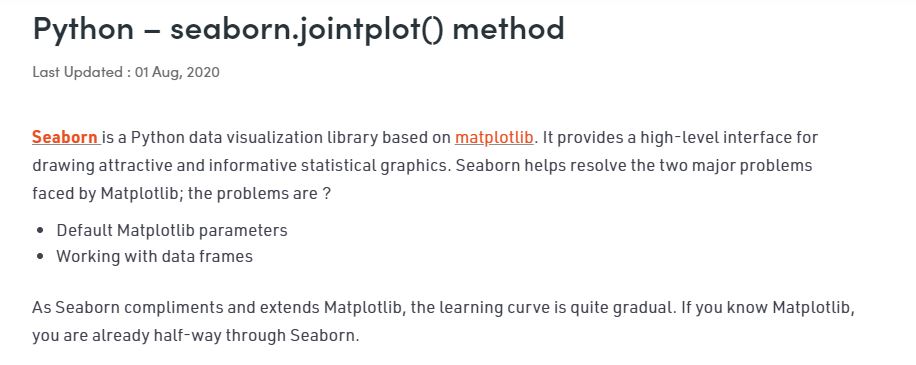 Python – seaborn.jointplot() method
Last Updated : 01 Aug, 2020
Seaborn is a Python data visualization library based on matplotlib. It provides a high-level interface for
drawing attractive and informative statistical graphics. Seaborn helps resolve the two major problems
faced by Matplotlib; the problems are ?
• Default Matplotlib parameters
• Working with data frames
As Seaborn compliments and extends Matplotlib, the learning curve is quite gradual. If you know Matplotlib,
you are already half-way through Seaborn.